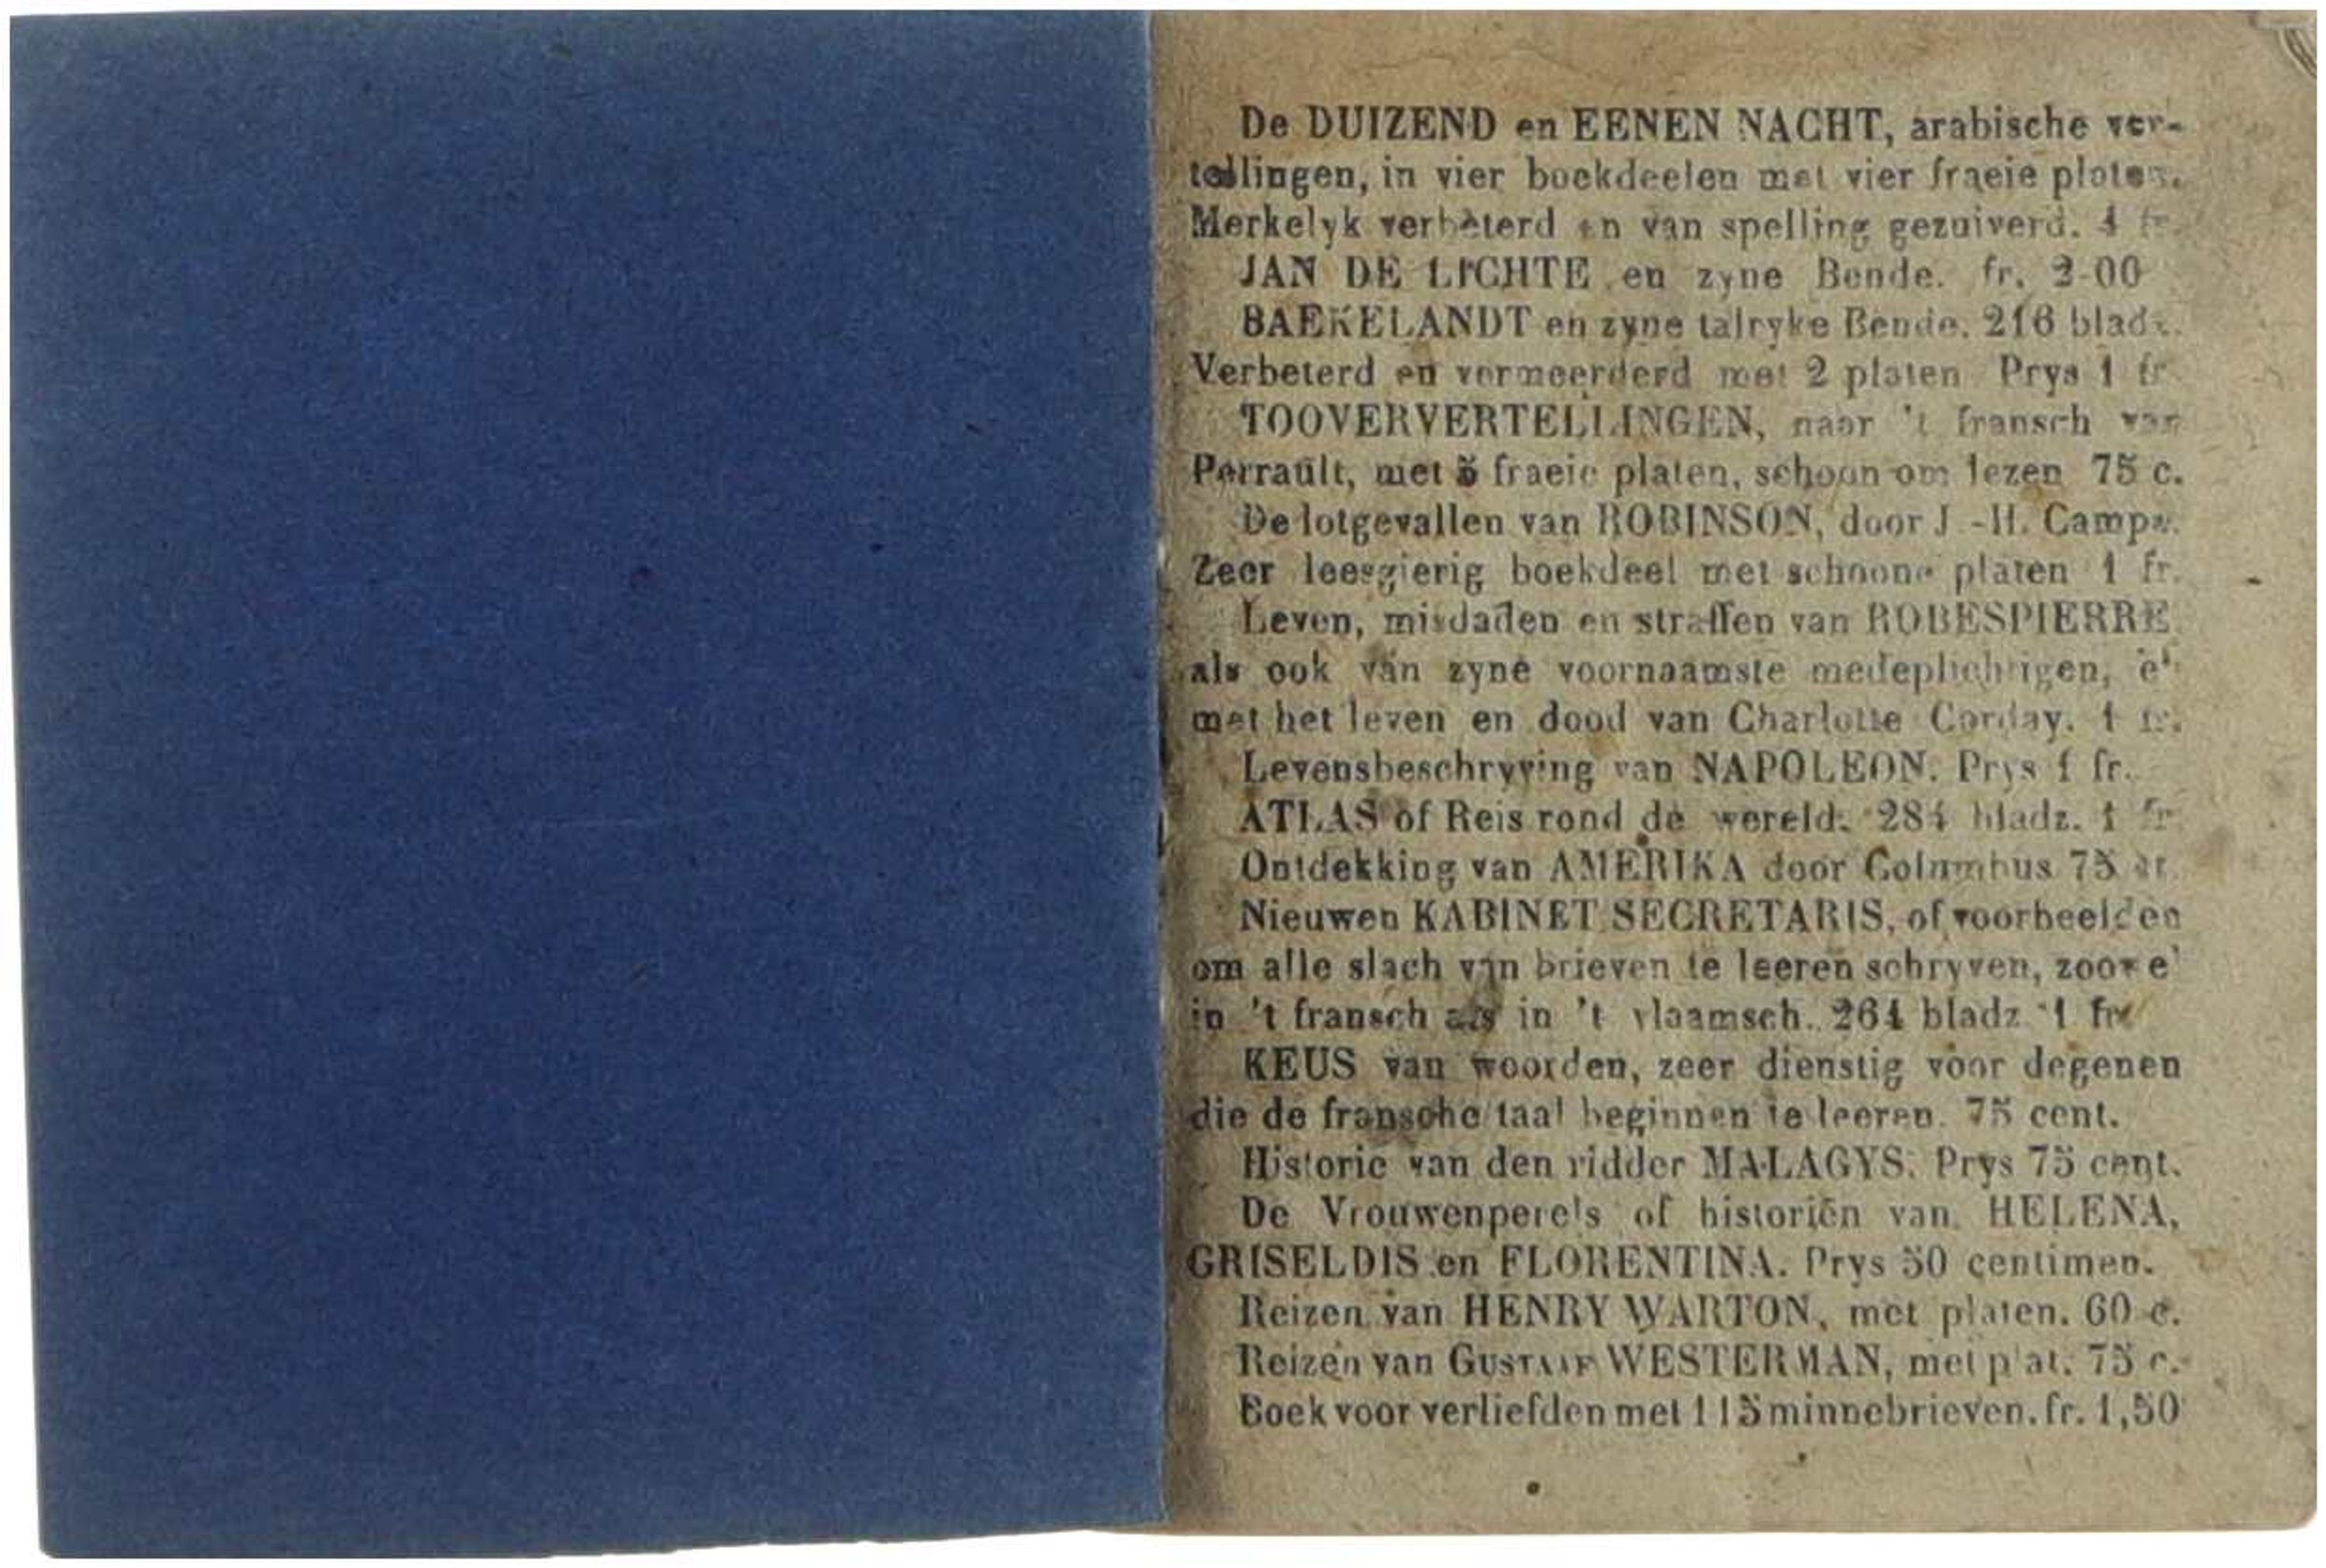 De DUIZEND en EENEN NACHT, arabische ver-
tellingen, in vier boekdeelen met vier fraeie platen.
Merkelyk verbèterd en van spelling gezuiverd. 4 fr.
JAN DE LICHTE en zyne Bende. fr. 2-00
BAEKELANDT en zyne talryke Bende. 216 bladz.
Verbeterd en vermeerderd met 2 platen Prys 1 fr
TOOVERVERTELLINGEN, naar 't fransch van
Perrault, met 5 fraeie platen, schoon om lezen 75 c.
De lotgevallen van ROBINSON, door J.-H. Campe.
Zeer leesgierig boekdeel met schoone platen 1 fr.
Leven, misdaden en straffen van ROBESPIERRE
als ook van zyne voornaamste medeplichtigen,
met het leven en dood van Charlotte Corday. 1 fr.
Levensbeschryving van NAPOLEON. Prys 1 fr.
ATLAS of Reis rond de wereld. 284 bladz. 1 fr
Ontdekking van AMERIKA door Columbus 75
Nieuwen KABINET SECRETARIS, of voorbeelden
om alle slach van brieven te leeren schryven, zoowel
in 't fransch als in 't vlaamsch. 264 bladz 1 fr
KEUS van woorden, zeer dienstig voor degenen
die de fransche taal beginnen te leeren. 75 cent.
Historie van den ridder MALAGYS. Prys 75 cent.
De Vrouwenperels of historiën van HELENA,
GRISELDIS en FLORENTINA. Prys 50 centimen.
Reizen van HENRY WARTON, met platen. 60 c.
Reizen van GUSTAAF WESTERMAN, met plat. 75 c.
Boek voor verliefden met 115 minnebrieven. fr. 1,50